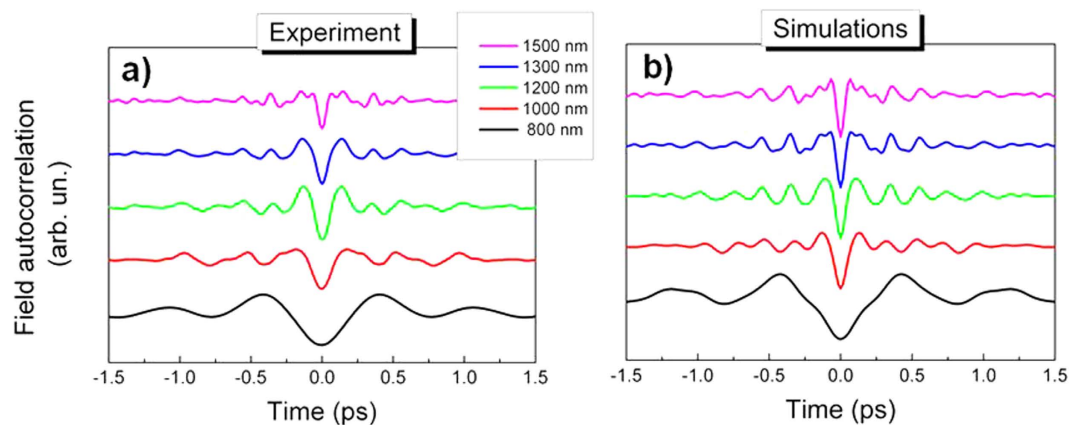 Experiment
Simulations
a)
b)
1500 nm
1300 nm
1200 nm
1000 nm
800 nm
Field autocorrelation
(arb. un.)
-1.5 -1.0 -0.5 0.0 0.5 1.0 1.5
-1.5 -1.0 -0.5 0.0 0.5 1.0 1.5
Time (ps)
Time (ps)